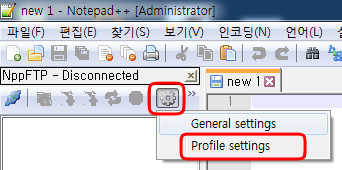 new 1 - Notepad++ [Administrator]
파일(F) 편집(E) 찾기(S) 보기(V) 인코딩(N) 언어(L)
NppFTP - Disconnected
new 1
1
General settings
Profile settings